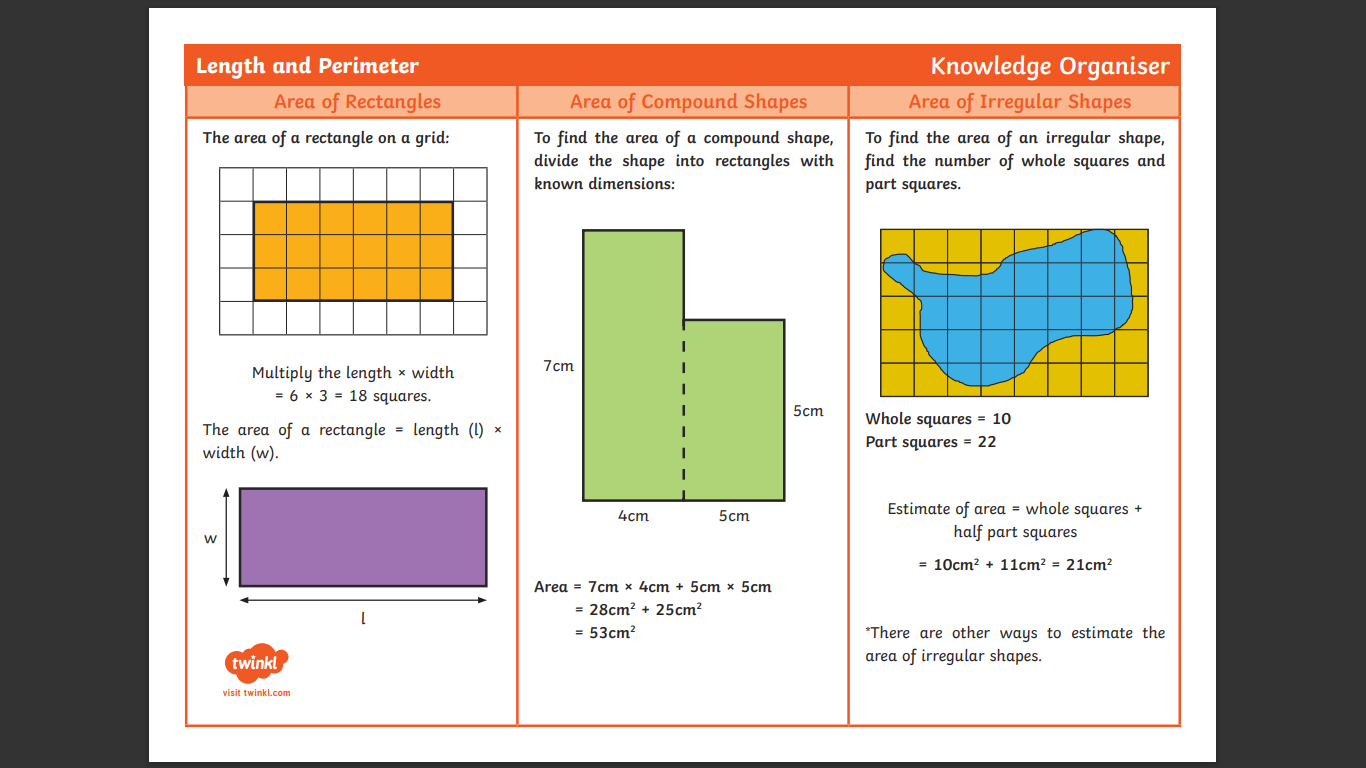 Length and Perimeter
Knowledge Organiser
Area of Rectangles
The area of a rectangle on a grid:
Multiply the length × width
= 6 × 3 = 18 squares.
The area of a rectangle = length (l) ×
width (w).
w
l
twinkl
visit twinkl.com
Area of Compound Shapes
To find the area of a compound shape,
divide the shape into rectangles with
known dimensions:
7cm
5cm
4cm
5cm
Area = 7cm × 4cm + 5cm × 5cm
= 28cm² + 25cm²
= 53cm²
Area of Irregular Shapes
To find the area of an irregular shape,
find the number of whole squares and
part squares.
Whole squares = 10
Part squares = 22
Estimate of area = whole squares +
half part squares
= 10cm² + 11cm² = 21cm²
*There are other ways to estimate the
area of irregular shapes.